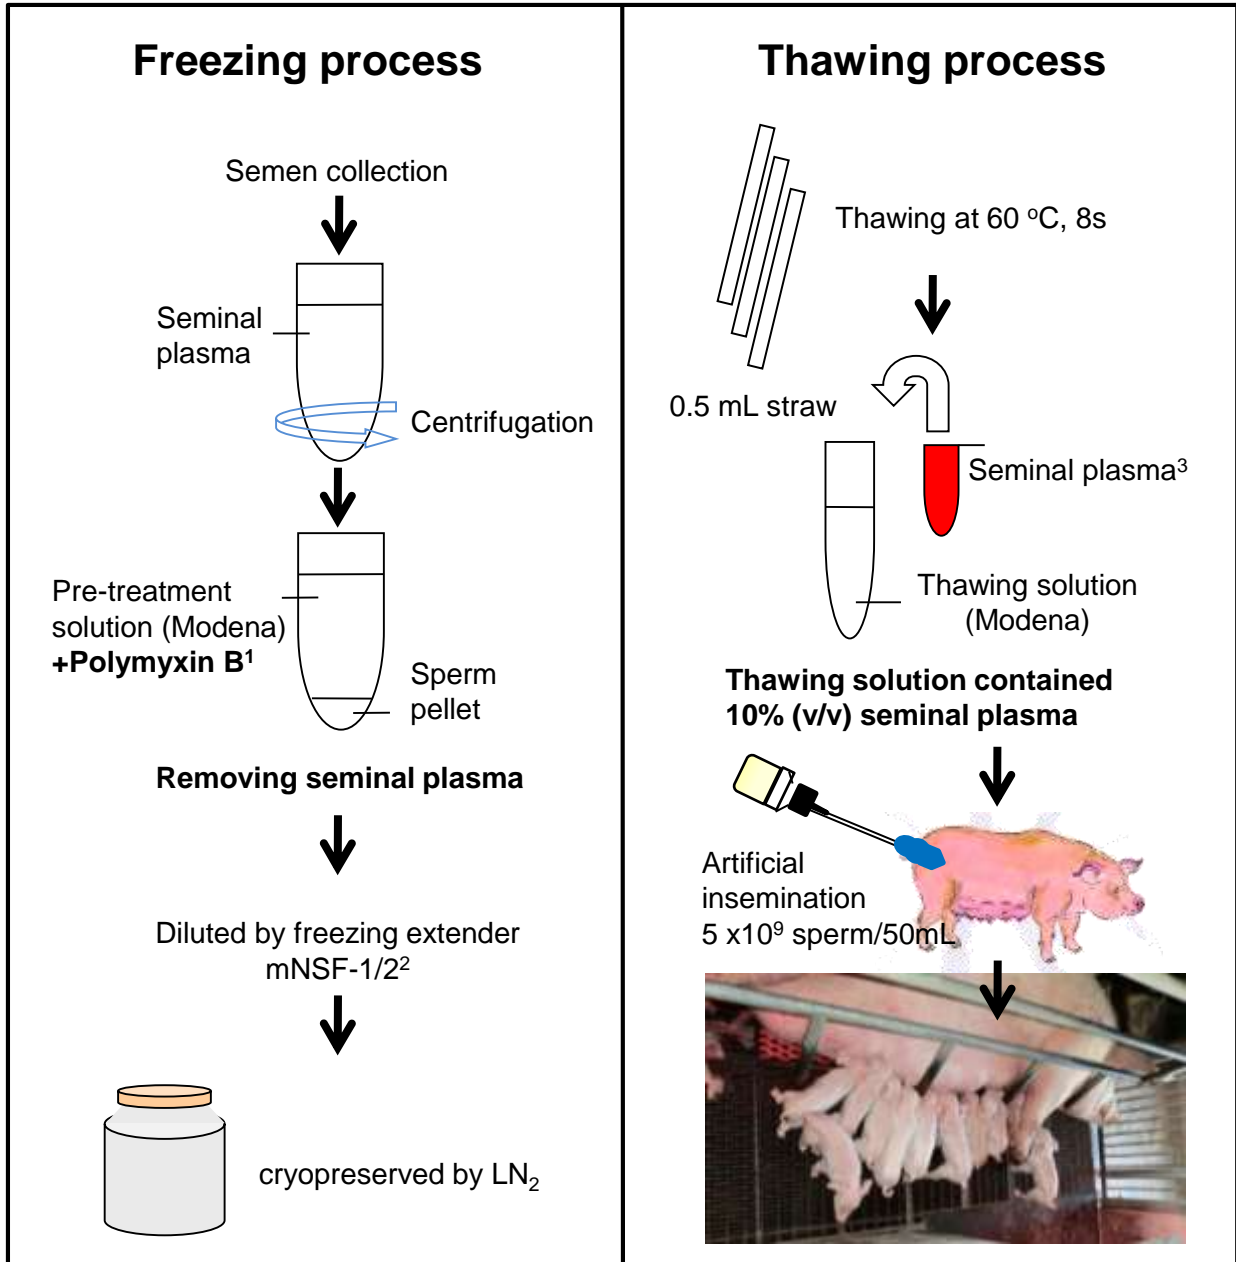 Freezing process
Semen collection
Seminal
plasma
Centrifugation
Pre-treatment
solution (Modena)
+Polymyxin B¹
Sperm
pellet
Removing seminal plasma
Diluted by freezing extender
mNSF-1/2²
cryopreserved by LN₂
Thawing process
Thawing at 60 ᵒC, 8s
0.5 mL straw
Seminal plasma³
Thawing solution
(Modena)
Thawing solution contained
10% (v/v) seminal plasma
Artificial
insemination
5 x10⁹ sperm/50mL